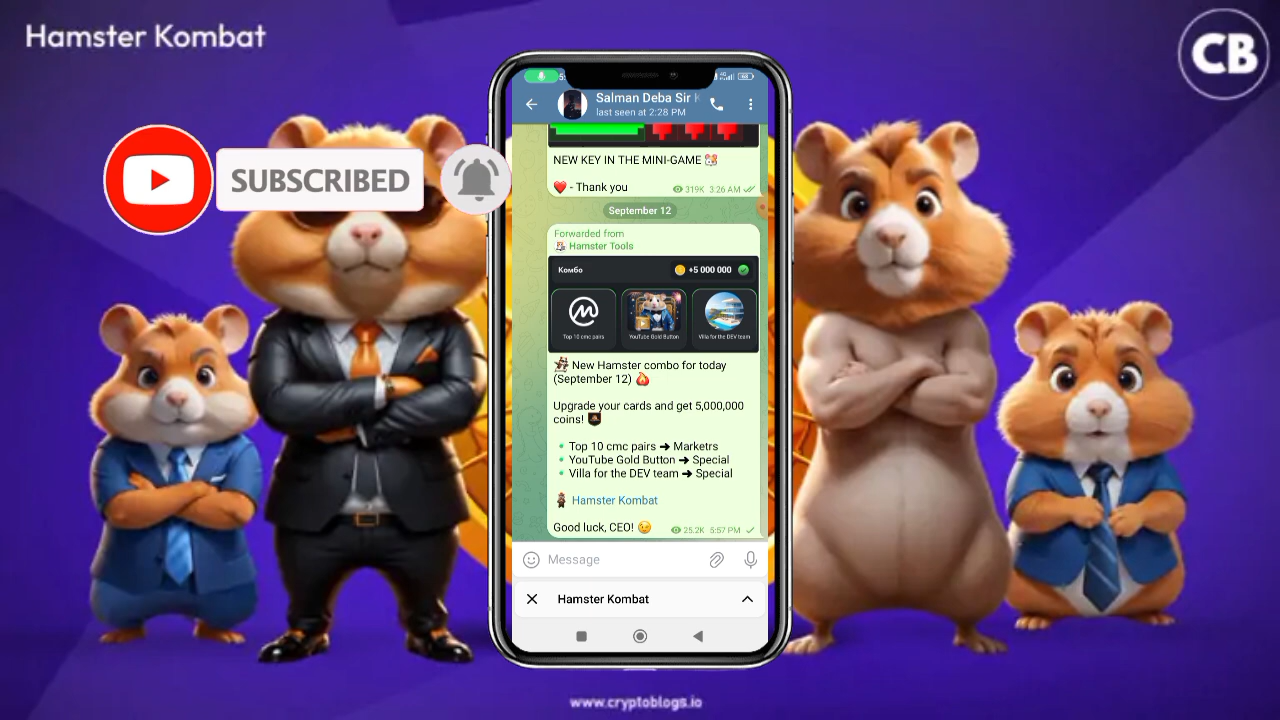 Hamster Kombat
CB
SUBSCRIBED
Salman Deba Sir
last seen at 2:28 PM
NEW KEY IN THE MINI-GAME
❤️ - Thank you 319K 3:26 AM
September 12
Forwarded from
Hamster Tools
Комбо +5 000 000
Top 10 cmc pairs YouTube Gold Button Villa for the DEV team
New Hamster combo for today
(September 12) 🔥
Upgrade your cards and get 5,000,000
coins!
Top 10 cmc pairs ➜ Marketrs
YouTube Gold Button ➜ Special
Villa for the DEV team ➜ Special
Hamster Kombat
Good luck, CEO! 😉 25.2K 5:57 PM
Message
Hamster Kombat
www.cryptoblogs.io